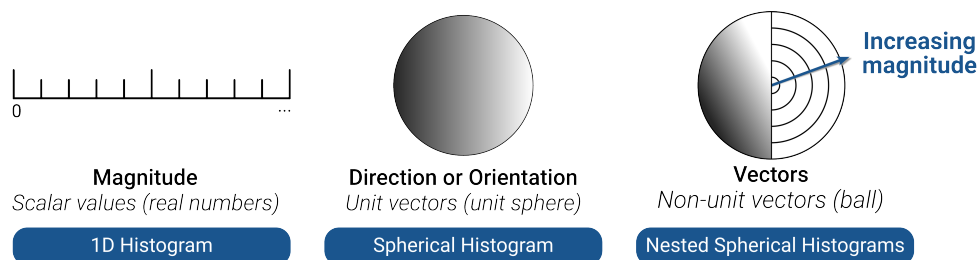 0
...
Increasing
magnitude
Magnitude
Scalar values (real numbers)
1D Histogram
Direction or Orientation
Unit vectors (unit sphere)
Spherical Histogram
Vectors
Non-unit vectors (ball)
Nested Spherical Histograms